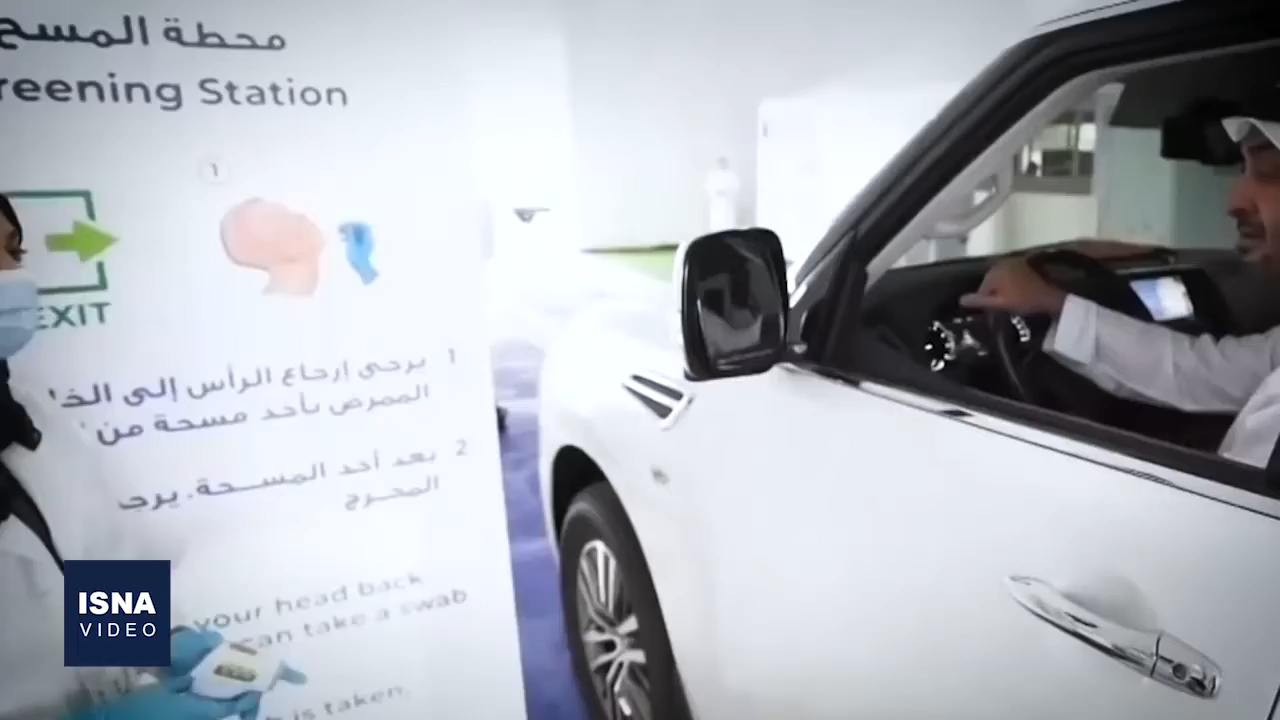 محطة المسح
reening Station
1
EXIT
1 يرجى إرجاع الرأس إلى الخ
الممرض بأخذ مسحة من
2 بعد أخذ المسحة، يرج
المخرج
your head back
can take a swab
is taken,
ISNA
VIDEO